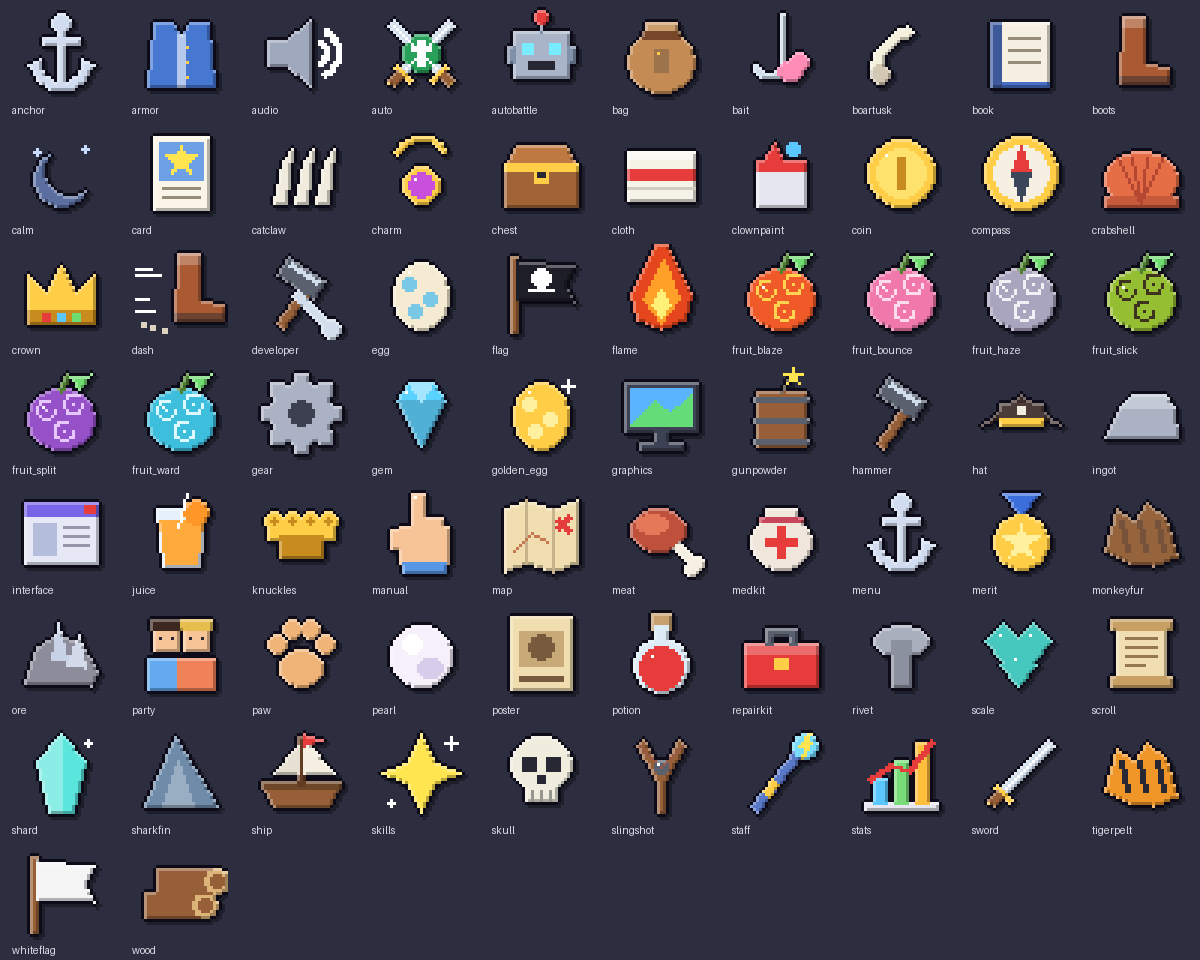 anchor armor audio auto autobattle bag bait boartusk book boots
calm card catclaw charm chest cloth clownpaint coin compass crabshell
crown dash developer egg flag flame fruit_blaze fruit_bounce fruit_haze fruit_slick
fruit_split fruit_ward gear gem golden_egg graphics gunpowder hammer hat ingot
interface juice knuckles manual map meat medkit menu merit monkeyfur
ore party paw pearl poster potion repairkit rivet scale scroll
shard sharkfin ship skills skull slingshot staff stats sword tigerpelt
whiteflag wood